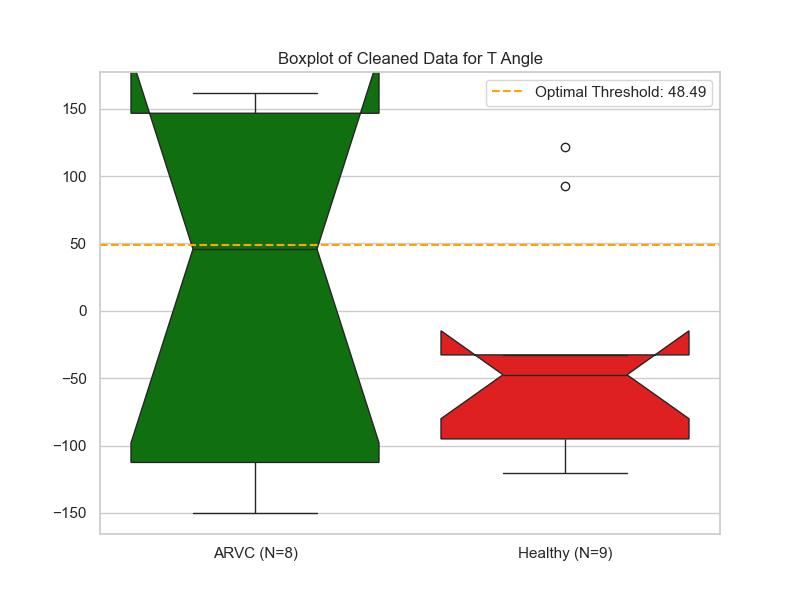 Boxplot of Cleaned Data for T Angle
Optimal Threshold: 48.49
150
100
50
0
−50
−100
−150
ARVC (N=8)
Healthy (N=9)